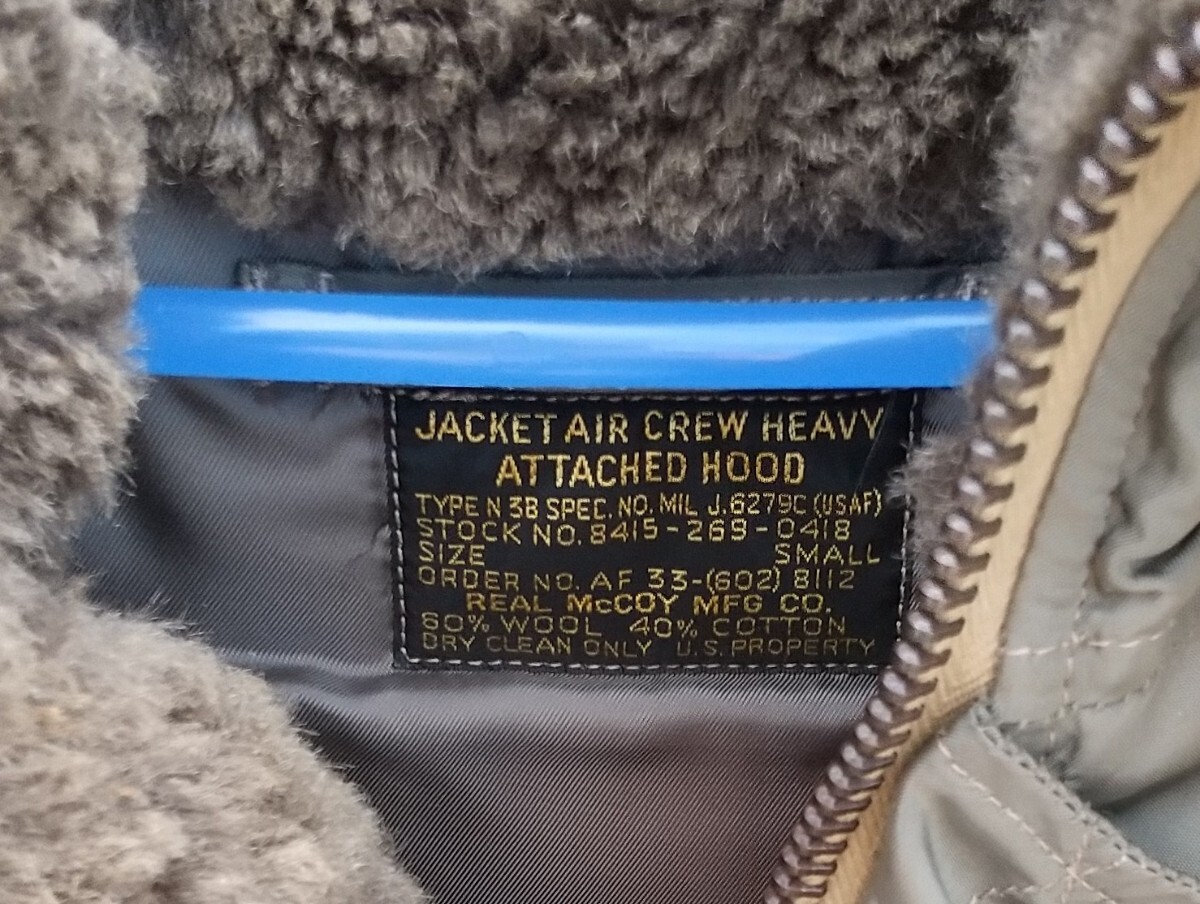 JACKET AIR CREW HEAVY
ATTACHED HOOD
TYPE N 3B SPEC. NO. MIL J.6279C (USAF)
STOCK NO. 8415-269-0418
SIZE SMALL
ORDER NO. AF 33-(602) 8112
REAL McCOY MFG CO.
60% WOOL 40% COTTON
DRY CLEAN ONLY U.S. PROPERTY